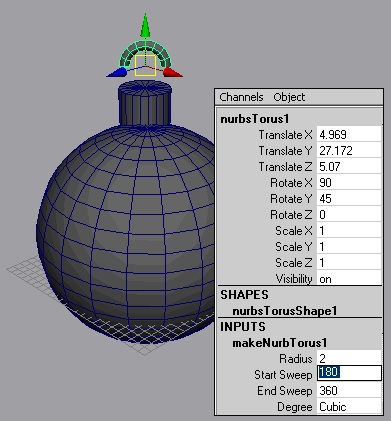 Channels Object
nurbsTorus1
Translate X 4.969
Translate Y 27.172
Translate Z 5.07
Rotate X 90
Rotate Y 45
Rotate Z 0
Scale X 1
Scale Y 1
Scale Z 1
Visibility on
SHAPES
nurbsTorusShape1
INPUTS
makeNurbTorus1
Radius 2
Start Sweep 180
End Sweep 360
Degree Cubic